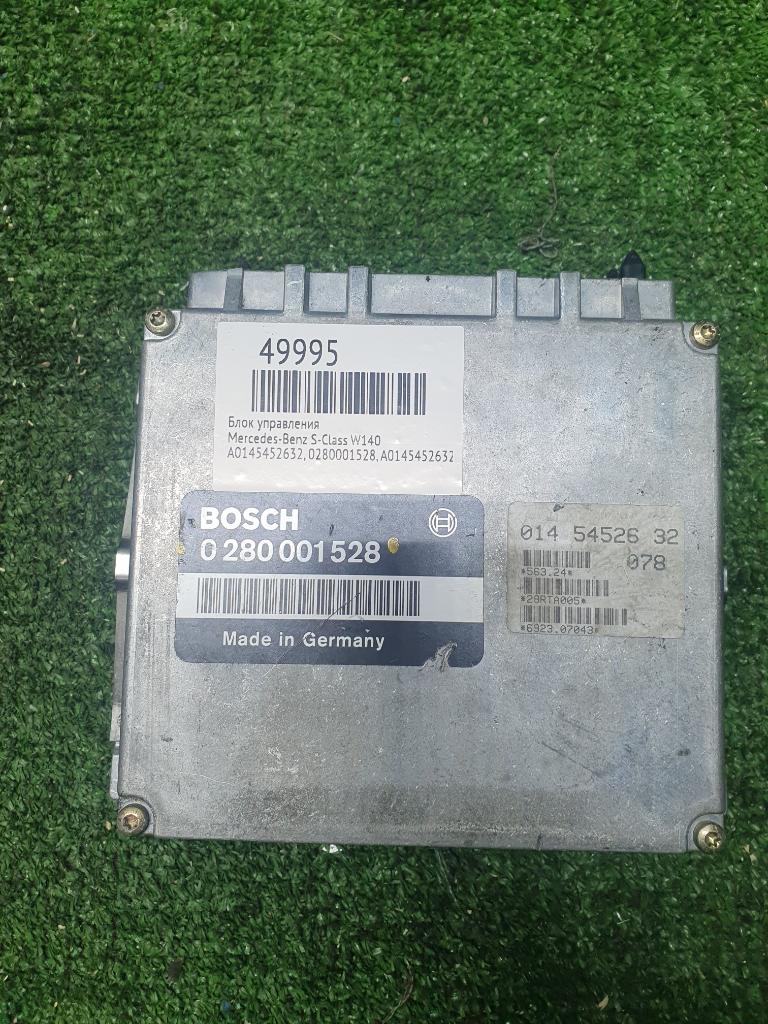 49995
Блок управления
Mercedes-Benz S-Class W140
A0145452632, 0280001528, A0145452632
BOSCH
0 280 001 528
Made in Germany
014 54526 32
078
*563.24*
*28RTA005*
*6923.07043*